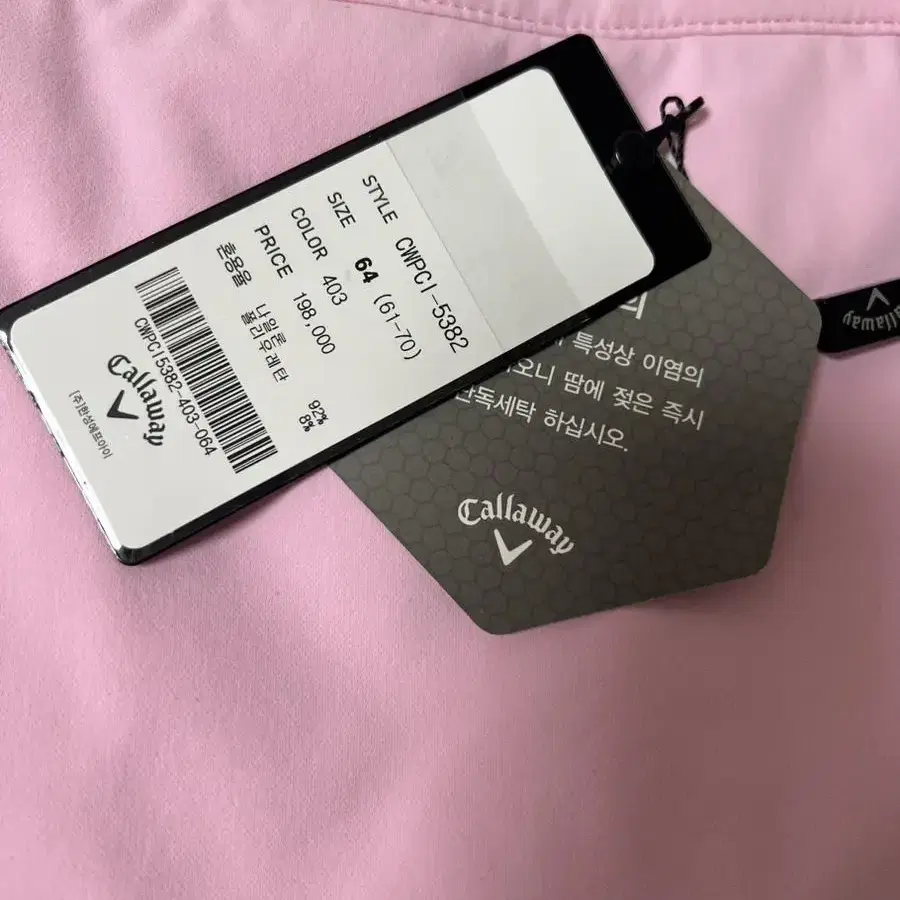 STYLE CWPCI-5382
SIZE 64 (61-70)
COLOR 403
PRICE 198,000
혼용율 나일론 92%
폴리우레탄 8%
CWPCI5382-403-064
Callaway
(주)한성에프아이
의
특성상 이염의
오니 땀에 젖은 즉시
단독세탁 하십시오.
Callaway
Callaway